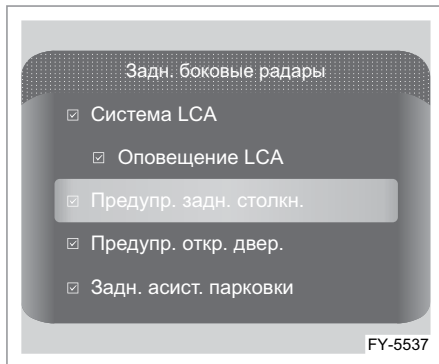 Задн. боковые радары
Система LCA
Оповещение LCA
Предупр. задн. столкн.
Предупр. откр. двер.
Задн. асист. парковки
FY-5537